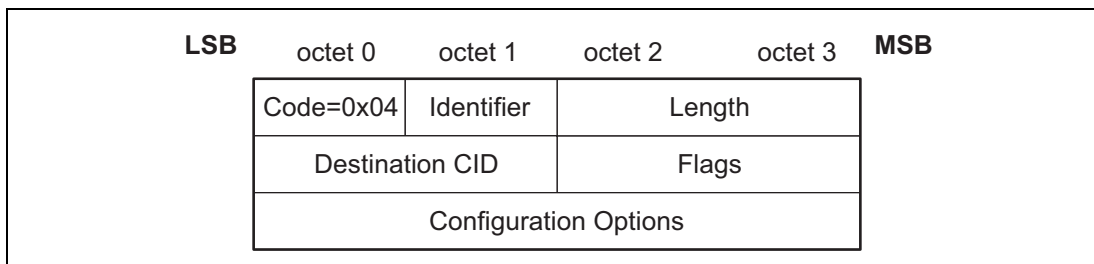 LSB octet 0 octet 1 octet 2 octet 3 MSB
Code=0x04 Identifier Length
Destination CID Flags
Configuration Options